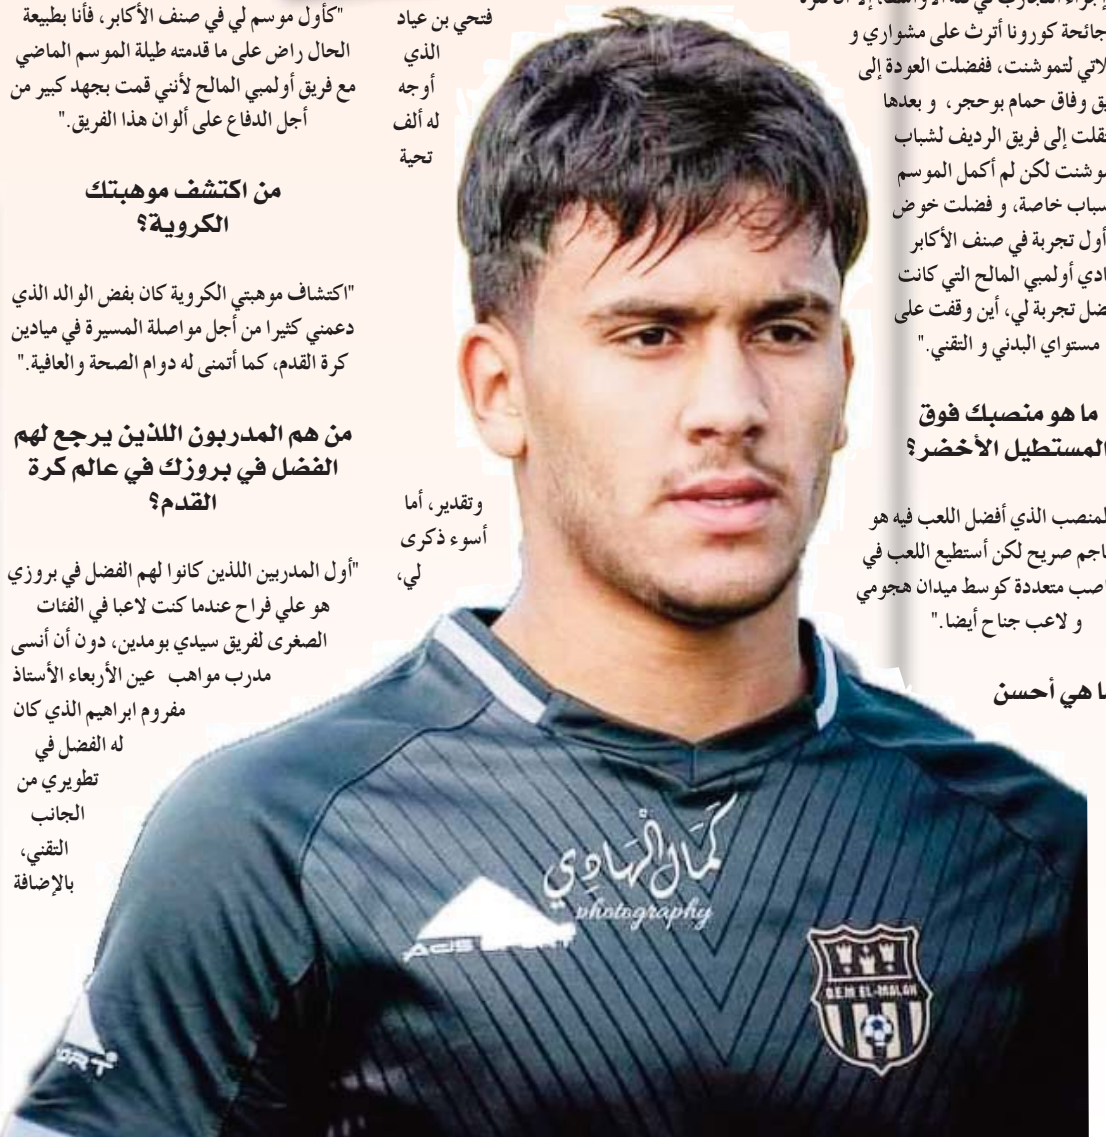 جائحة كورونا أثرث على مشواري و
لتموشنت، ففضلت العودة إلى
وفاق حمام بوحجر، و بعدها
إلى فريق الرديف لشباب
لكن لم أكمل الموسم
خاصة، و فضلت خوض
أول تجربة في صنف الأكابر
أولمبي المالح التي كانت
تجربة لي، أين وقفت على
مستواي البدني و التقني."
ما هو منصبك فوق
المستطيل الأخضر؟
المنصب الذي أفضل اللعب فيه هو
صريح لكن أستطيع اللعب في
متعددة كوسط ميدان هجومي
و لاعب جناح أيضا."
هي أحسن
فتحي بن عياد
الذي
أوجه
له ألف
تحية
وتقدير، أما
أسوء ذكرى
لي،
"كأول موسم لي في صنف الأكابر، فأنا بطبيعة
الحال راض على ما قدمته طيلة الموسم الماضي
مع فريق أولمبي المالح لأنني قمت بجهد كبير من
أجل الدفاع على ألوان هذا الفريق."
من اكتشف موهبتك
الكروية؟
"اكتشاف موهبتي الكروية كان بفض الوالد الذي
دعمني كثيرا من أجل مواصلة المسيرة في ميادين
كرة القدم، كما أتمنى له دوام الصحة والعافية."
من هم المدربون اللذين يرجع لهم
الفضل في بروزك في عالم كرة
القدم؟
"أول المدربين اللذين كانوا لهم الفضل في بروزي
هو علي فراح عندما كنت لاعبا في الفئات
الصغرى لفريق سيدي بومدين، دون أن أنسى
مدرب مواهب عين الأربعاء الأستاذ
مفروم ابراهيم الذي كان
له الفضل في
تطويري من
الجانب
التقني،
بالإضافة
كمال الهادي
photography
O.E.M EL-MALAH